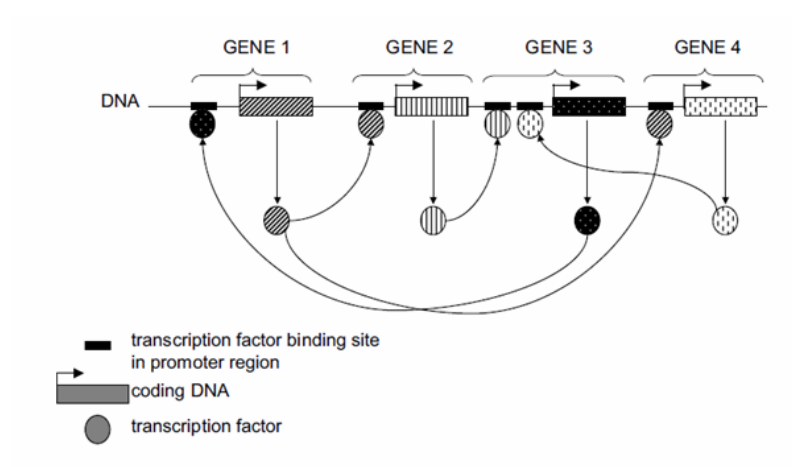 GENE 1 GENE 2 GENE 3 GENE 4
DNA
transcription factor binding site
in promoter region
coding DNA
transcription factor